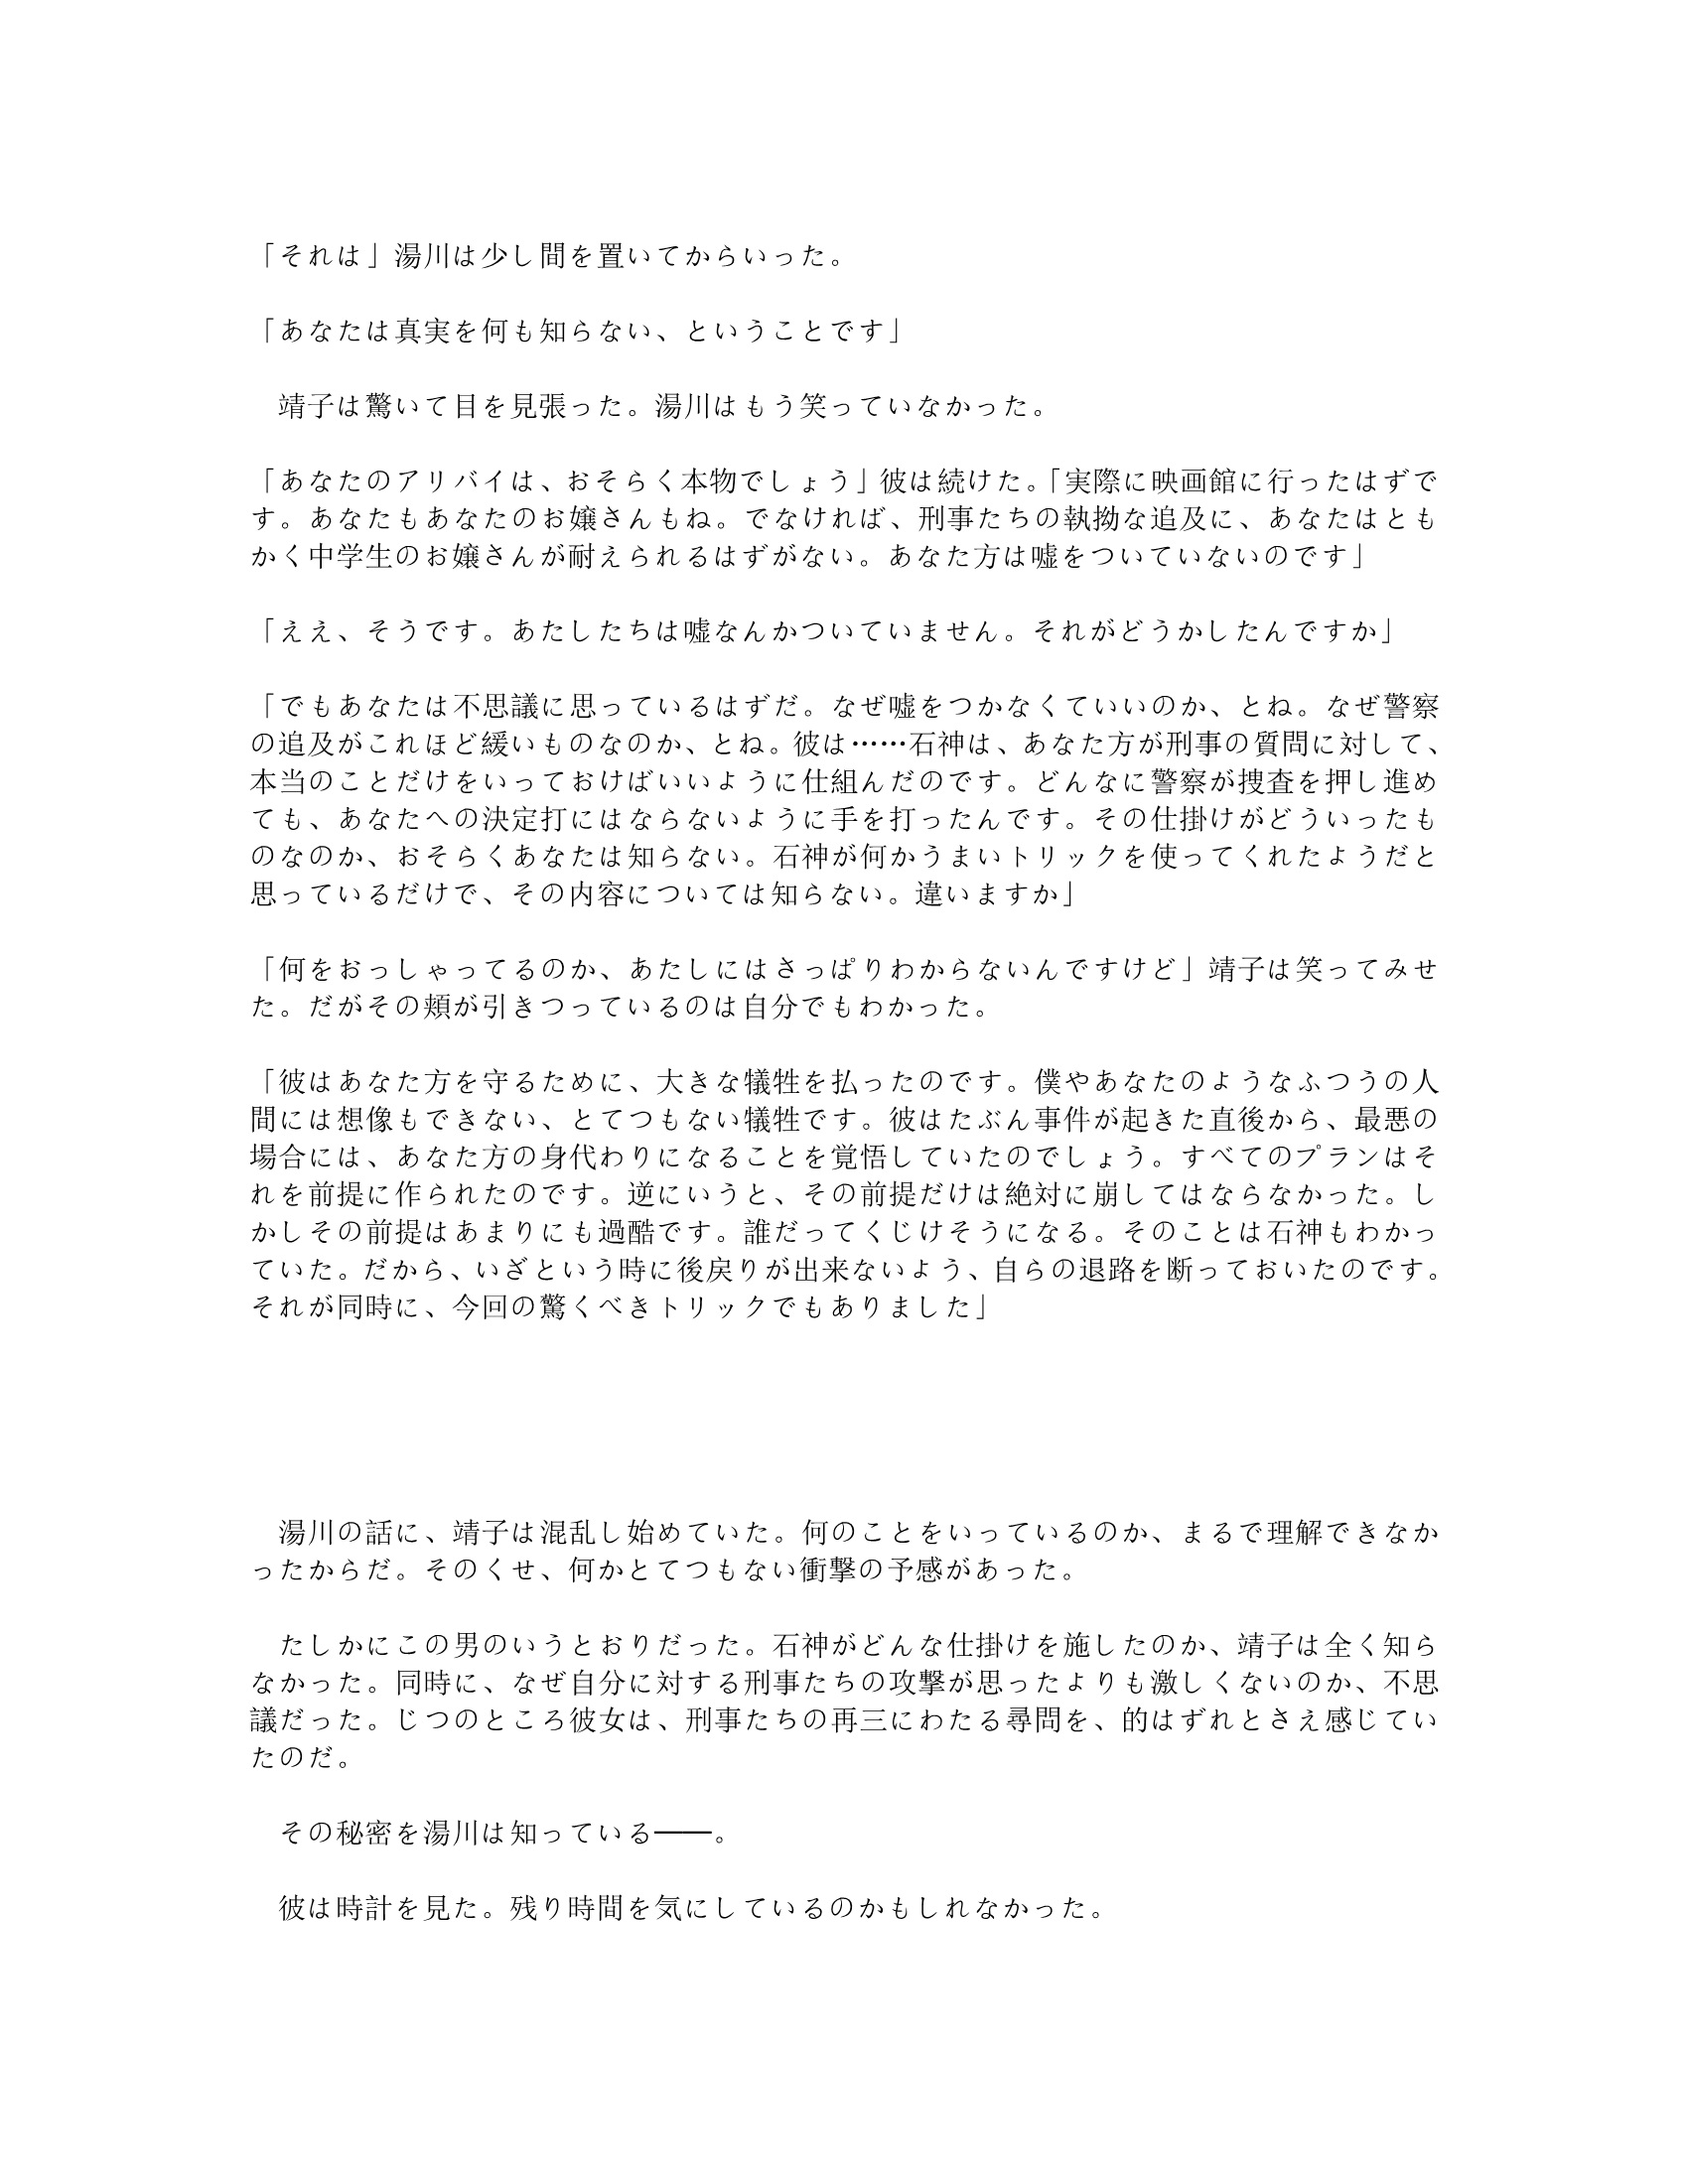 「それは」湯川は少し間を置いてからいった。
「あなたは真実を何も知らない、ということです」
　靖子は驚いて目を見張った。湯川はもう笑っていなかった。
「あなたのアリバイは、おそらく本物でしょう」彼は続けた。「実際に映画館に行ったはずで
す。あなたもあなたのお嬢さんもね。でなければ、刑事たちの執拗な追及に、あなたはとも
かく中学生のお嬢さんが耐えられるはずがない。あなた方は嘘をついていないのです」
「ええ、そうです。あたしたちは嘘なんかついていません。それがどうかしたんですか」
「でもあなたは不思議に思っているはずだ。なぜ嘘をつかなくていいのか、とね。なぜ警察
の追及がこれほど緩いものなのか、とね。彼は……石神は、あなた方が刑事の質問に対して、
本当のことだけをいっておけばいいように仕組んだのです。どんなに警察が捜査を押し進め
ても、あなたへの決定打にはならないように手を打ったんです。その仕掛けがどういったも
のなのか、おそらくあなたは知らない。石神が何かうまいトリックを使ってくれたようだと
思っているだけで、その内容については知らない。違いますか」
「何をおっしゃってるのか、あたしにはさっぱりわからないんですけど」靖子は笑ってみせ
た。だがその頬が引きつっているのは自分でもわかった。
「彼はあなた方を守るために、大きな犠牲を払ったのです。僕やあなたのようなふつうの人
間には想像もできない、とてつもない犠牲です。彼はたぶん事件が起きた直後から、最悪の
場合には、あなた方の身代わりになることを覚悟していたのでしょう。すべてのプランはそ
れを前提に作られたのです。逆にいうと、その前提だけは絶対に崩してはならなかった。し
かしその前提はあまりにも過酷です。誰だってくじけそうになる。そのことは石神もわかっ
ていた。だから、いざという時に後戻りが出来ないよう、自らの退路を断っておいたのです。
それが同時に、今回の驚くべきトリックでもありました」
　湯川の話に、靖子は混乱し始めていた。何のことをいっているのか、まるで理解できなか
ったからだ。そのくせ、何かとてつもない衝撃の予感があった。
　たしかにこの男のいうとおりだった。石神がどんな仕掛けを施したのか、靖子は全く知ら
なかった。同時に、なぜ自分に対する刑事たちの攻撃が思ったよりも激しくないのか、不思
議だった。じつのところ彼女は、刑事たちの再三にわたる尋問を、的はずれとさえ感じてい
たのだ。
　その秘密を湯川は知っている――。
　彼は時計を見た。残り時間を気にしているのかもしれなかった。